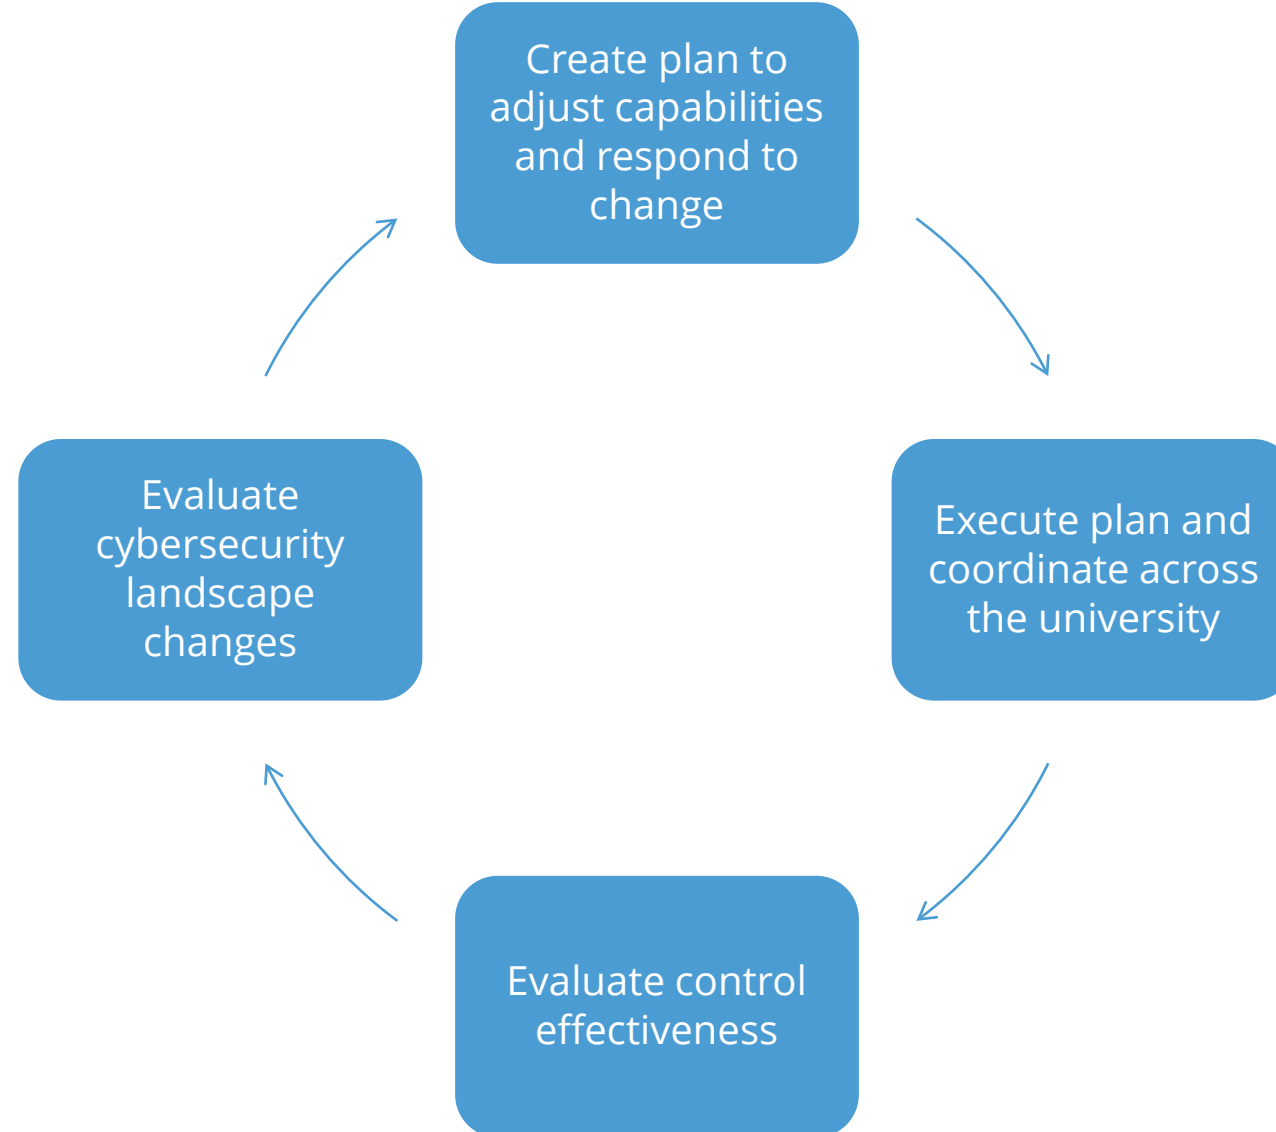 Create plan to
adjust capabilities
and respond to
change
Evaluate
cybersecurity
landscape
changes
Execute plan and
coordinate across
the university
Evaluate control
effectiveness